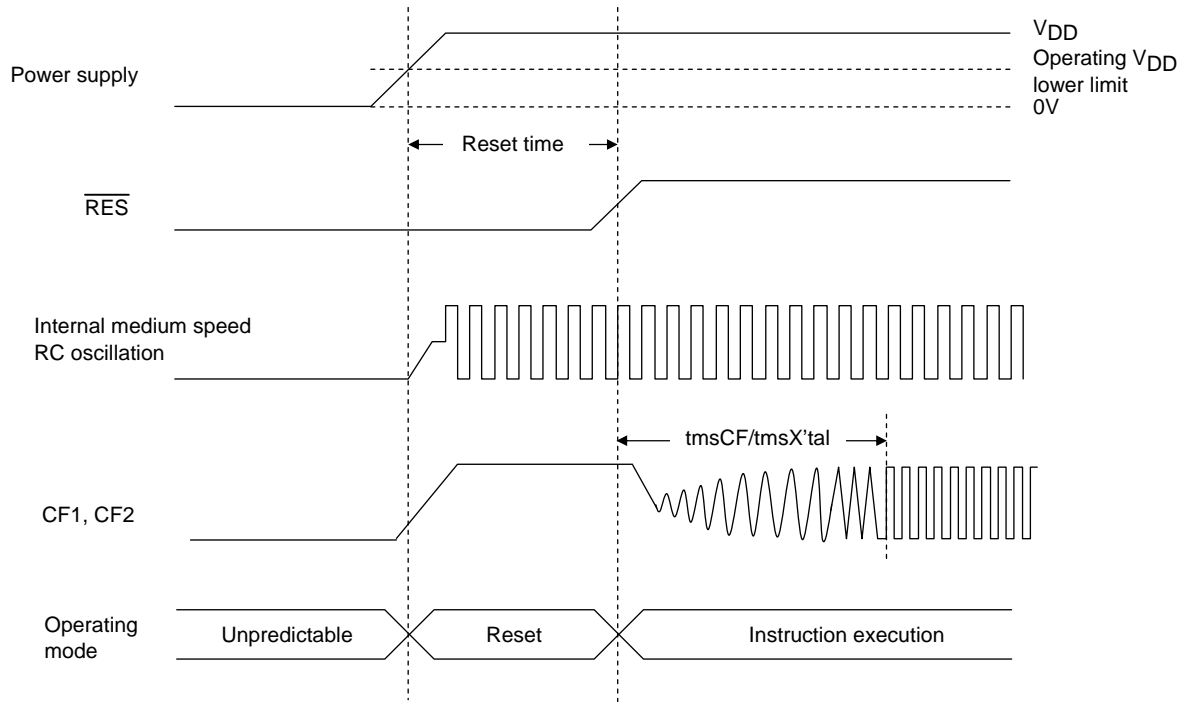 VDD
Operating VDD
lower limit
0V
Power supply
Reset time
RES
Internal medium speed
RC oscillation
tmsCF/tmsX'tal
CF1, CF2
Operating
mode
Unpredictable
Reset
Instruction execution